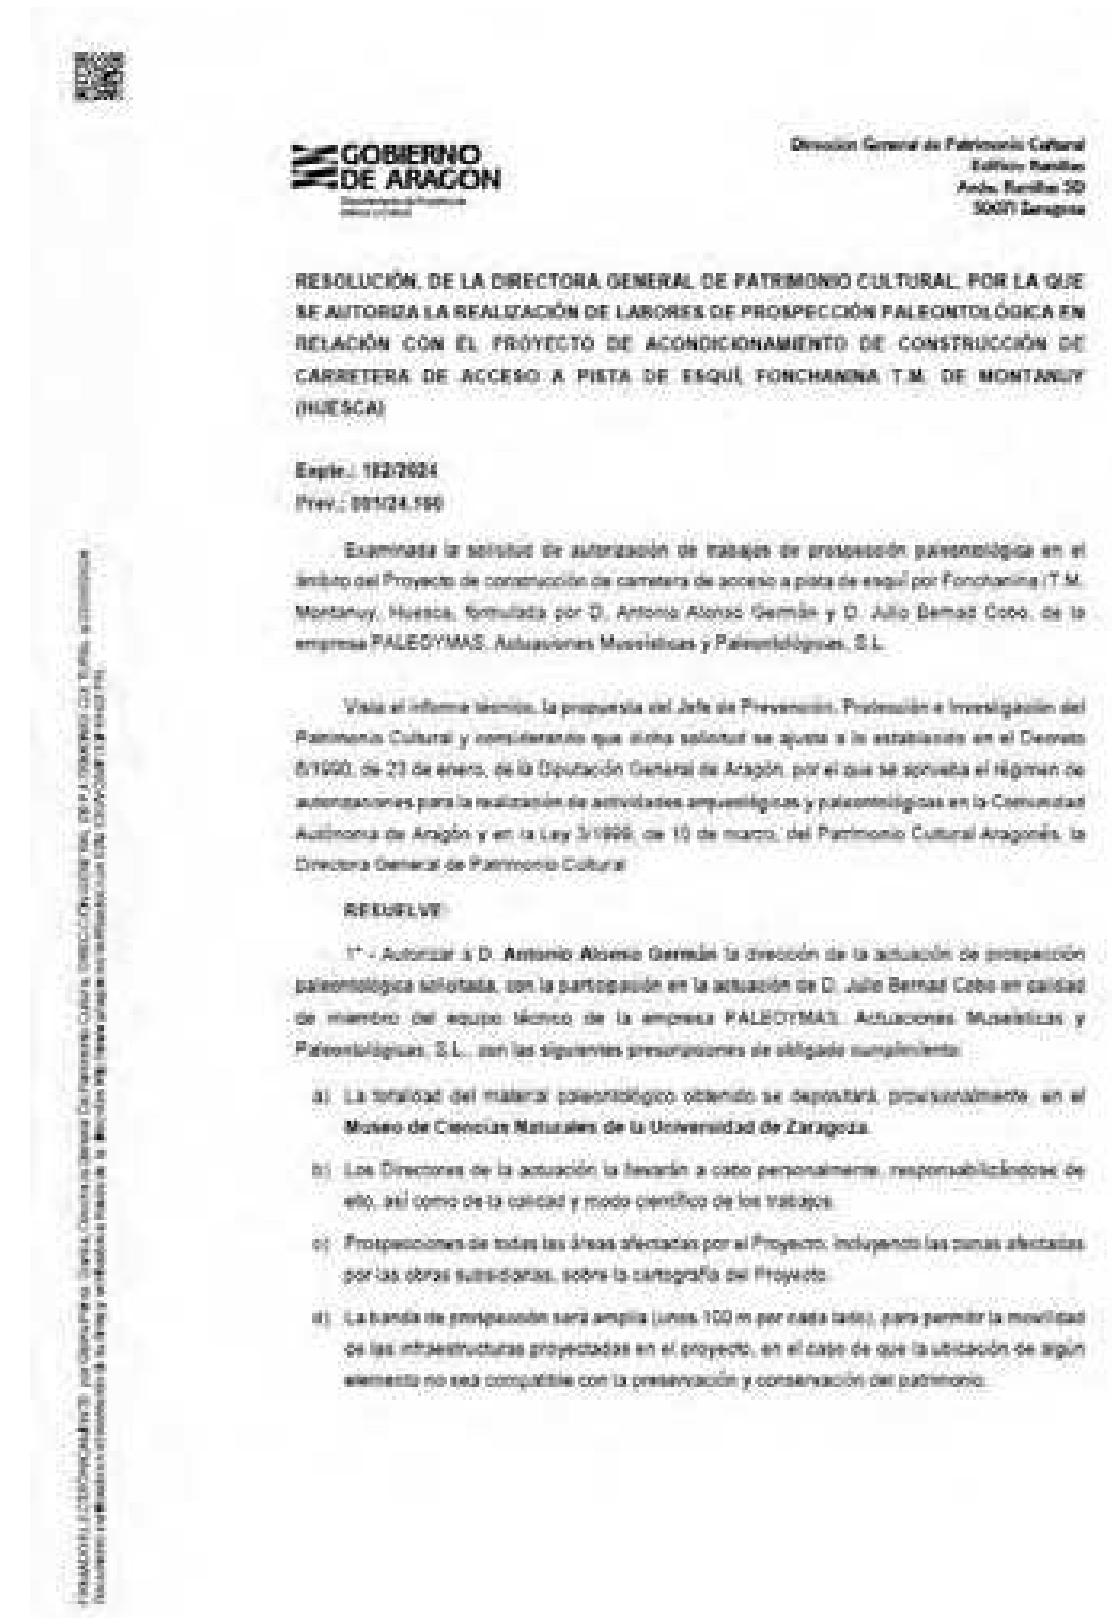 GOBIERNO
DE ARAGON
Dirección General de Patrimonio Cultural
Edificio Ranillas
Avda. Ranillas 5D
50071 Zaragoza
RESOLUCIÓN, DE LA DIRECTORA GENERAL DE PATRIMONIO CULTURAL, POR LA QUE
SE AUTORIZA LA REALIZACIÓN DE LABORES DE PROSPECCIÓN PALEONTOLÓGICA EN
RELACIÓN CON EL PROYECTO DE ACONDICIONAMIENTO DE CONSTRUCCIÓN DE
CARRETERA DE ACCESO A PISTA DE ESQUÍ, FONCHANINA T.M. DE MONTANUY
(HUESCA)
Expte.: 182/2024
Prev.: 001/24.190
Examinada la solicitud de autorización de trabajos de prospección paleontológica en el
ámbito del Proyecto de construcción de carretera de acceso a pista de esquí por Fonchanina (T.M.
Montanuy, Huesca, formulada por D. Antonio Alonso Germán y D. Julio Bernad Cobo, de la
empresa PALEOYMAS. Actuaciones Museísticas y Paleontológicas, S.L.
Visto el informe técnico, la propuesta del Jefe de Prevención, Protección e Investigación del
Patrimonio Cultural y considerando que dicha solicitud se ajusta a lo establecido en el Decreto
6/1990, de 23 de enero, de la Diputación General de Aragón, por el que se aprueba el régimen de
autorizaciones para la realización de actividades arqueológicas y paleontológicas en la Comunidad
Autónoma de Aragón y en la Ley 3/1999, de 10 de marzo, del Patrimonio Cultural Aragonés, la
Directora General de Patrimonio Cultural
RESUELVE:
1º - Autorizar a D. Antonio Alonso Germán la dirección de la actuación de prospección
paleontológica solicitada, con la participación en la actuación de D. Julio Bernad Cobo en calidad
de miembro del equipo técnico de la empresa PALEOYMAS. Actuaciones Museísticas y
Paleontológicas, S.L., con las siguientes prescripciones de obligado cumplimiento:
a) La totalidad del material paleontológico obtenido se depositará, provisionalmente, en el
Museo de Ciencias Naturales de la Universidad de Zaragoza.
b) Los Directores de la actuación la llevarán a cabo personalmente, responsabilizándose de
ello, así como de la calidad y modo científico de los trabajos.
c) Prospecciones de todas las áreas afectadas por el Proyecto, incluyendo las zonas afectadas
por las obras subsidiarias, sobre la cartografía del Proyecto.
d) La banda de prospección será amplia (unos 100 m por cada lado), para permitir la movilidad
de las infraestructuras proyectadas en el proyecto, en el caso de que la ubicación de algún
elemento no sea compatible con la preservación y conservación del patrimonio.